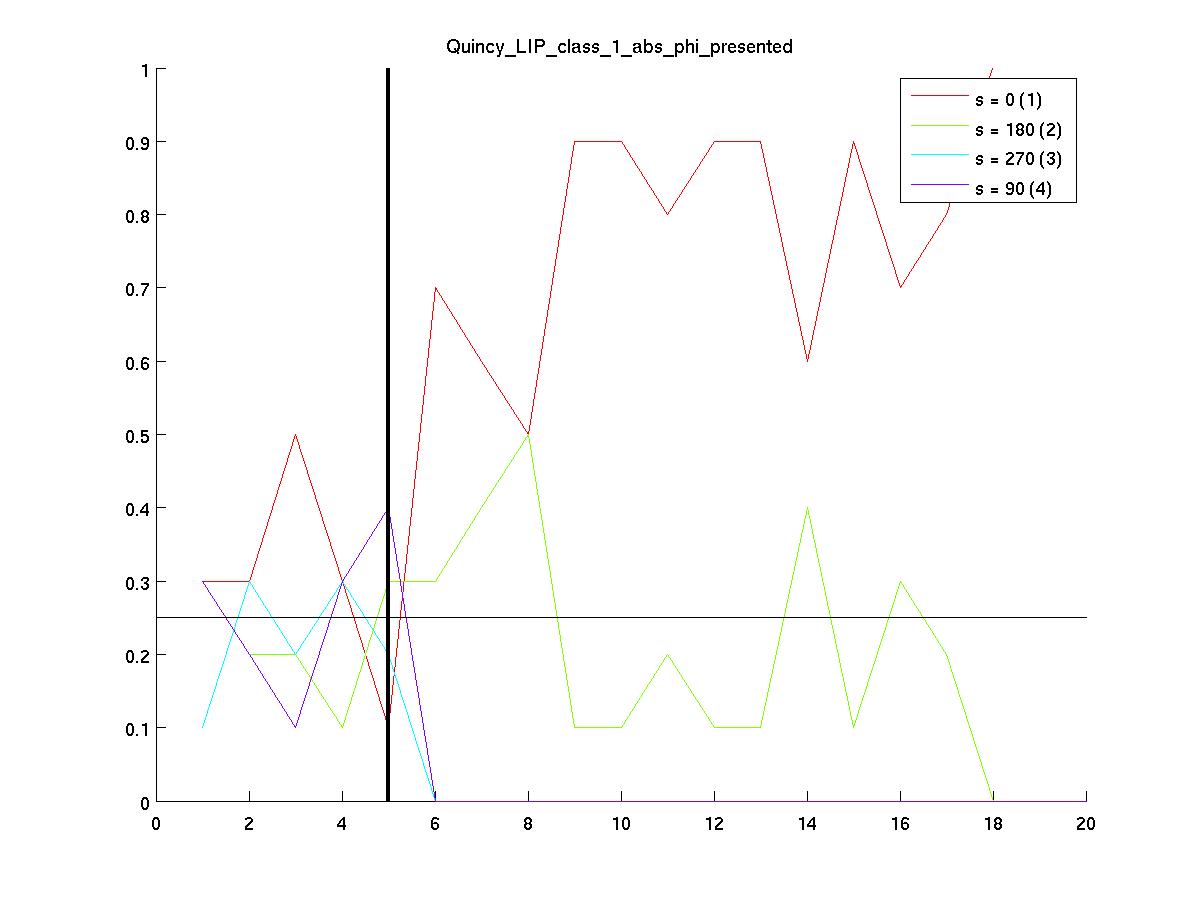 Quincy_LIP_class_1_abs_phi_presented
s = 0 (1)
s = 180 (2)
s = 270 (3)
s = 90 (4)
1
0.9
0.8
0.7
0.6
0.5
0.4
0.3
0.2
0.1
0
0 2 4 6 8 10 12 14 16 18 20